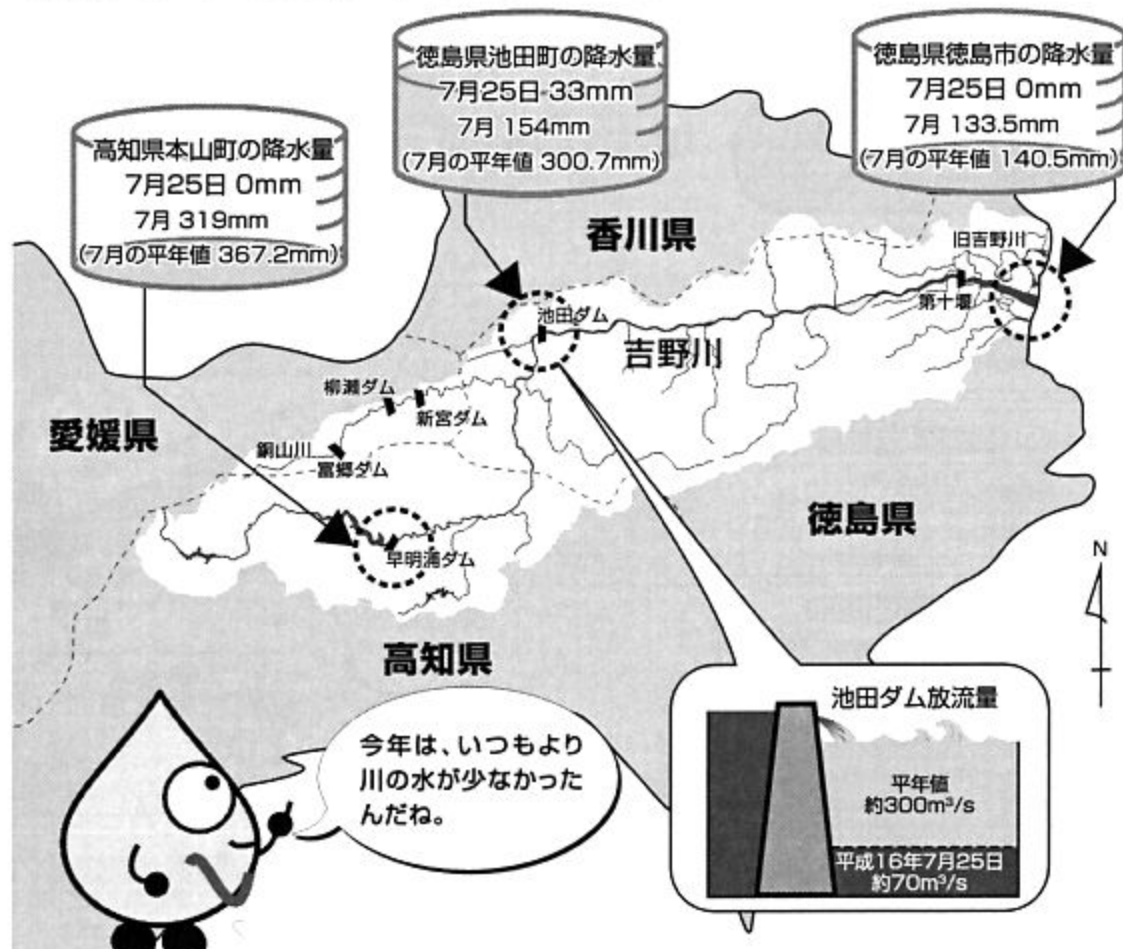 徳島県池田町の降水量
7月25日 33mm
7月 154mm
(7月の平年値 300.7mm)
徳島県徳島市の降水量
7月25日 0mm
7月 133.5mm
(7月の平年値 140.5mm)
高知県本山町の降水量
7月25日 0mm
7月 319mm
(7月の平年値 367.2mm)
香川県
旧吉野川
第十堰
池田ダム
吉野川
柳瀬ダム
新宮ダム
愛媛県
銅山川
富郷ダム
徳島県
早明浦ダム
N
高知県
池田ダム放流量
今年は、いつもより
川の水が少なかった
んだね。
平年値
約300m³/s
平成16年7月25日
約70m³/s